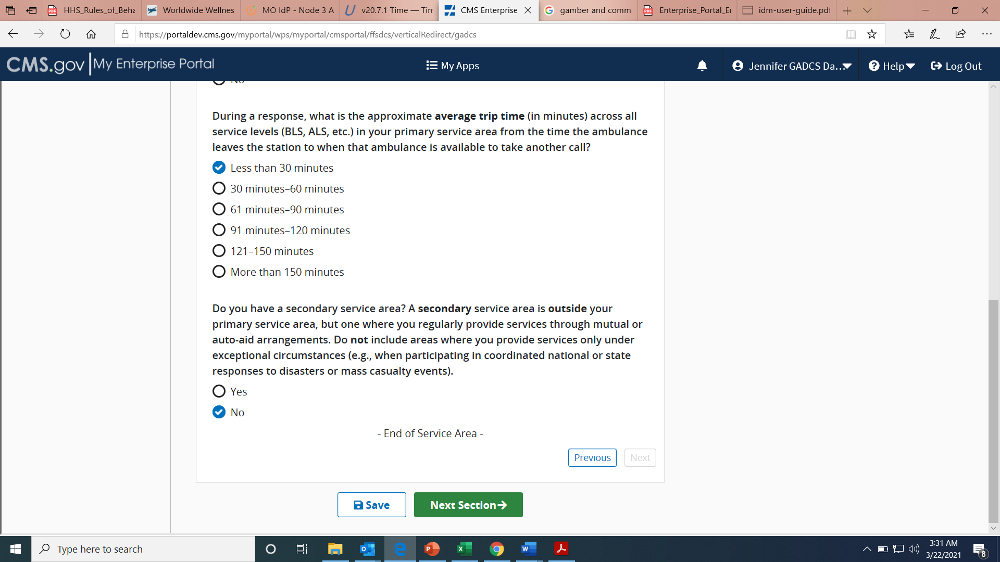 HHS_Rules_of_Beha
Worldwide Wellnes
MO IdP - Node 3 A
v20.7.1 Time — Tim
CMS Enterprise
gamber and comm
Enterprise_Portal_E
idm-user-guide.pdf
https://portaldev.cms.gov/myportal/wps/myportal/cmsportal/ffsdcs/verticalRedirect/gadcs
CMS.gov My Enterprise Portal
My Apps
Jennifer GADCS Da...
Help
Log Out
No
During a response, what is the approximate average trip time (in minutes) across all
service levels (BLS, ALS, etc.) in your primary service area from the time the ambulance
leaves the station to when that ambulance is available to take another call?
Less than 30 minutes
30 minutes–60 minutes
61 minutes–90 minutes
91 minutes–120 minutes
121–150 minutes
More than 150 minutes
Do you have a secondary service area? A secondary service area is outside your
primary service area, but one where you regularly provide services through mutual or
auto-aid arrangements. Do not include areas where you provide services only under
exceptional circumstances (e.g., when participating in coordinated national or state
responses to disasters or mass casualty events).
Yes
No
- End of Service Area -
Previous
Next
Save
Next Section
Type here to search
3:31 AM
3/22/2021
8